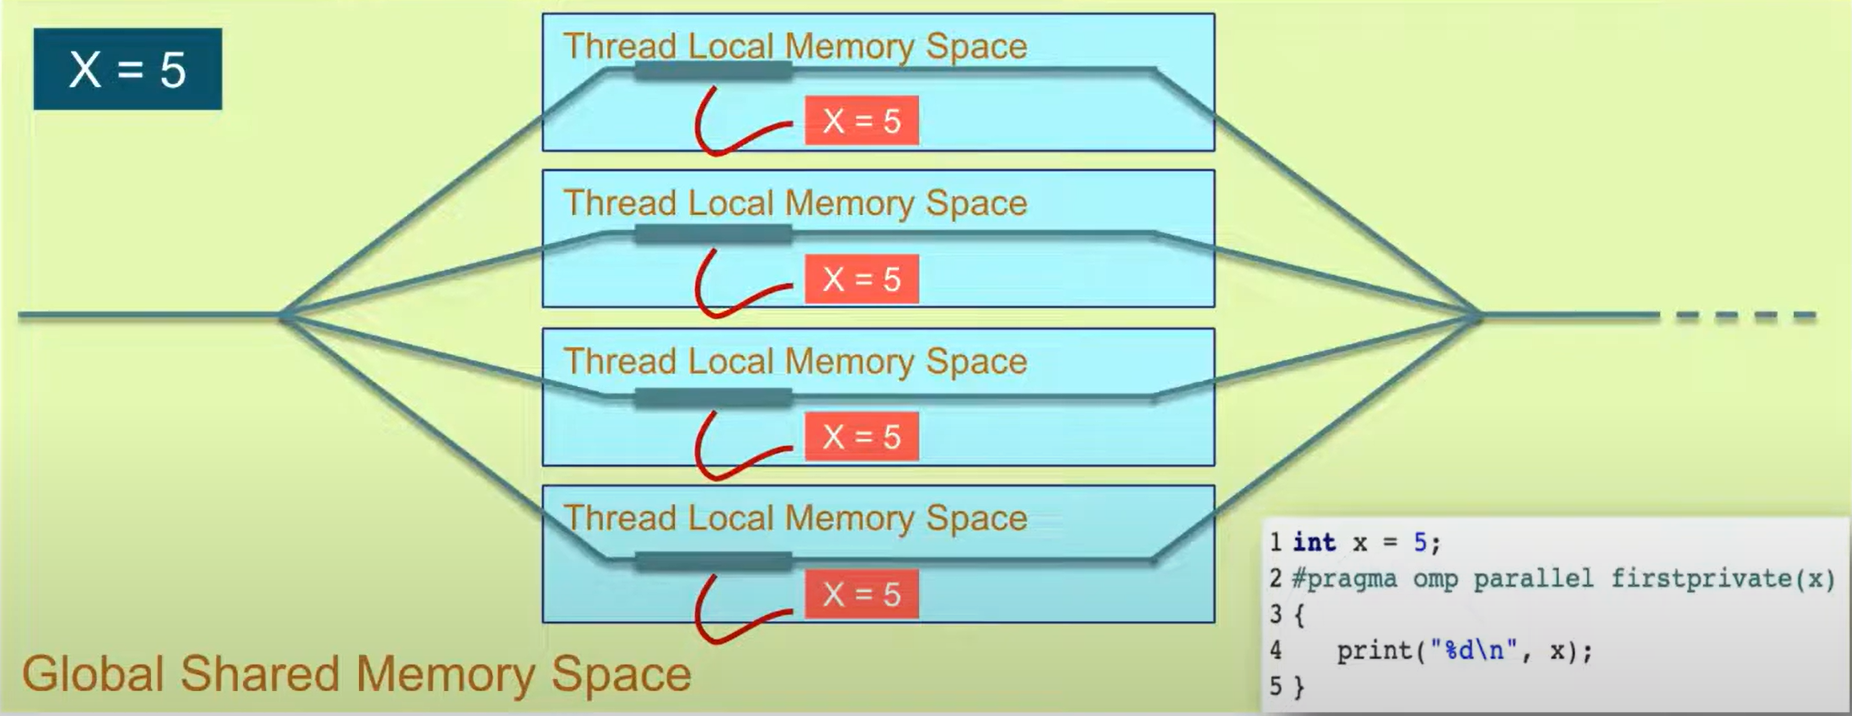 X = 5
Thread Local Memory Space
X = 5
Thread Local Memory Space
X = 5
Thread Local Memory Space
X = 5
Thread Local Memory Space
X = 5
Global Shared Memory Space
1 int x = 5;
2 #pragma omp parallel firstprivate(x)
3 {
4    print("%d\n", x);
5 }